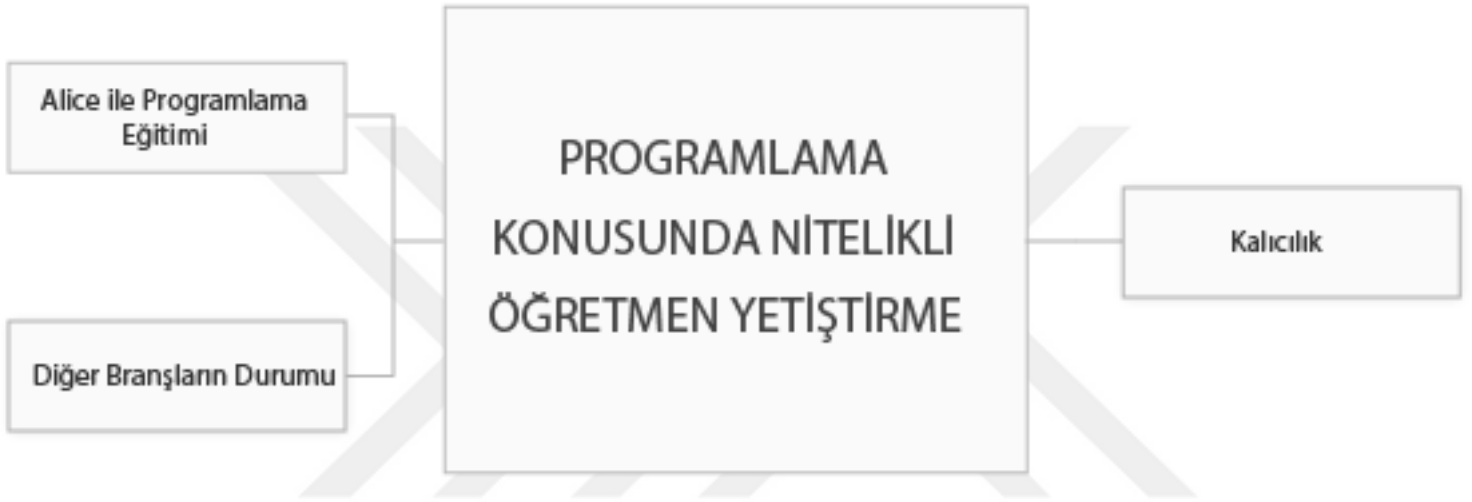 Alice ile Programlama
Eğitimi
Diğer Branşların Durumu
PROGRAMLAMA
KONUSUNDA NİTELİKLİ
ÖĞRETMEN YETİŞTİRME
Kalıcılık